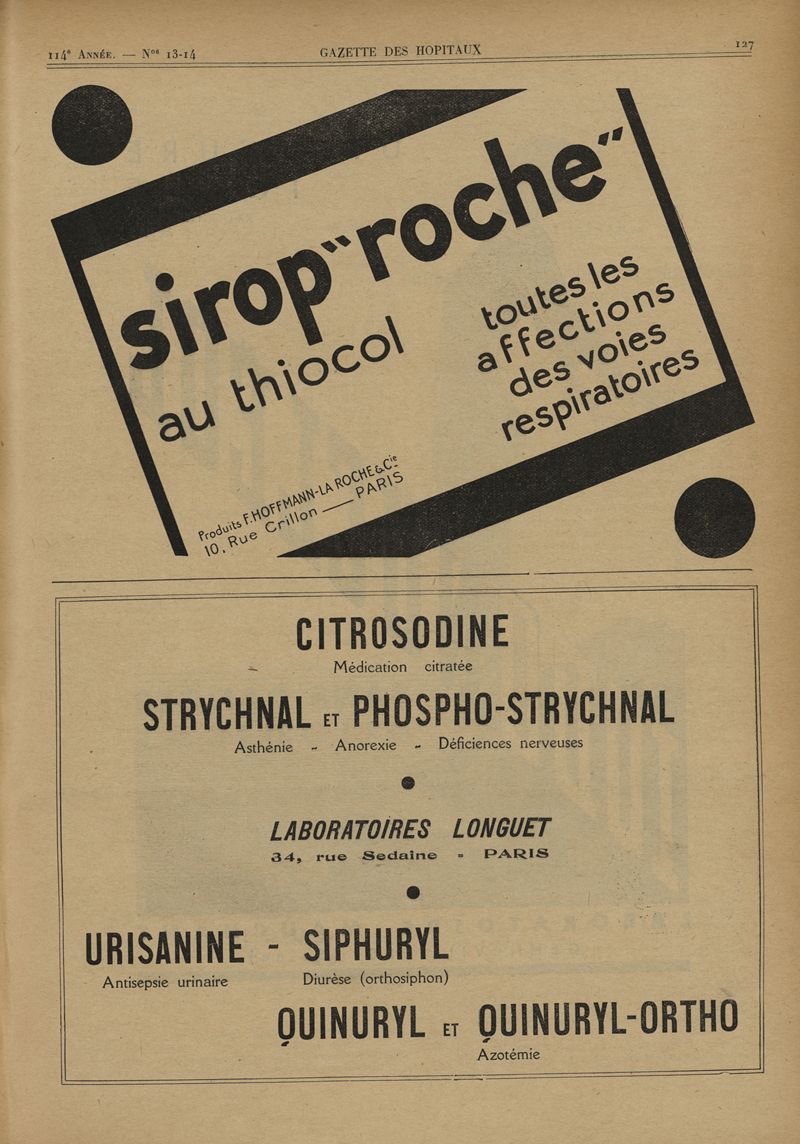 114e ANNÉE. — Nos 13-14
GAZETTE DES HOPITAUX
127
sirop "roche"
au thiocol
toutes les
affections
des voies
respiratoires
Produits F. HOFFMANN-LA ROCHE & Cie
10, Rue Crillon — PARIS
CITROSODINE
Médication citratée
STRYCHNAL ET PHOSPHO-STRYCHNAL
Asthénie - Anorexie - Déficiences nerveuses
LABORATOIRES LONGUET
34, rue Sedaine - PARIS
URISANINE - SIPHURYL
Antisepsie urinaire Diurèse (orthosiphon)
QUINURYL ET QUINURYL-ORTHO
Azotémie